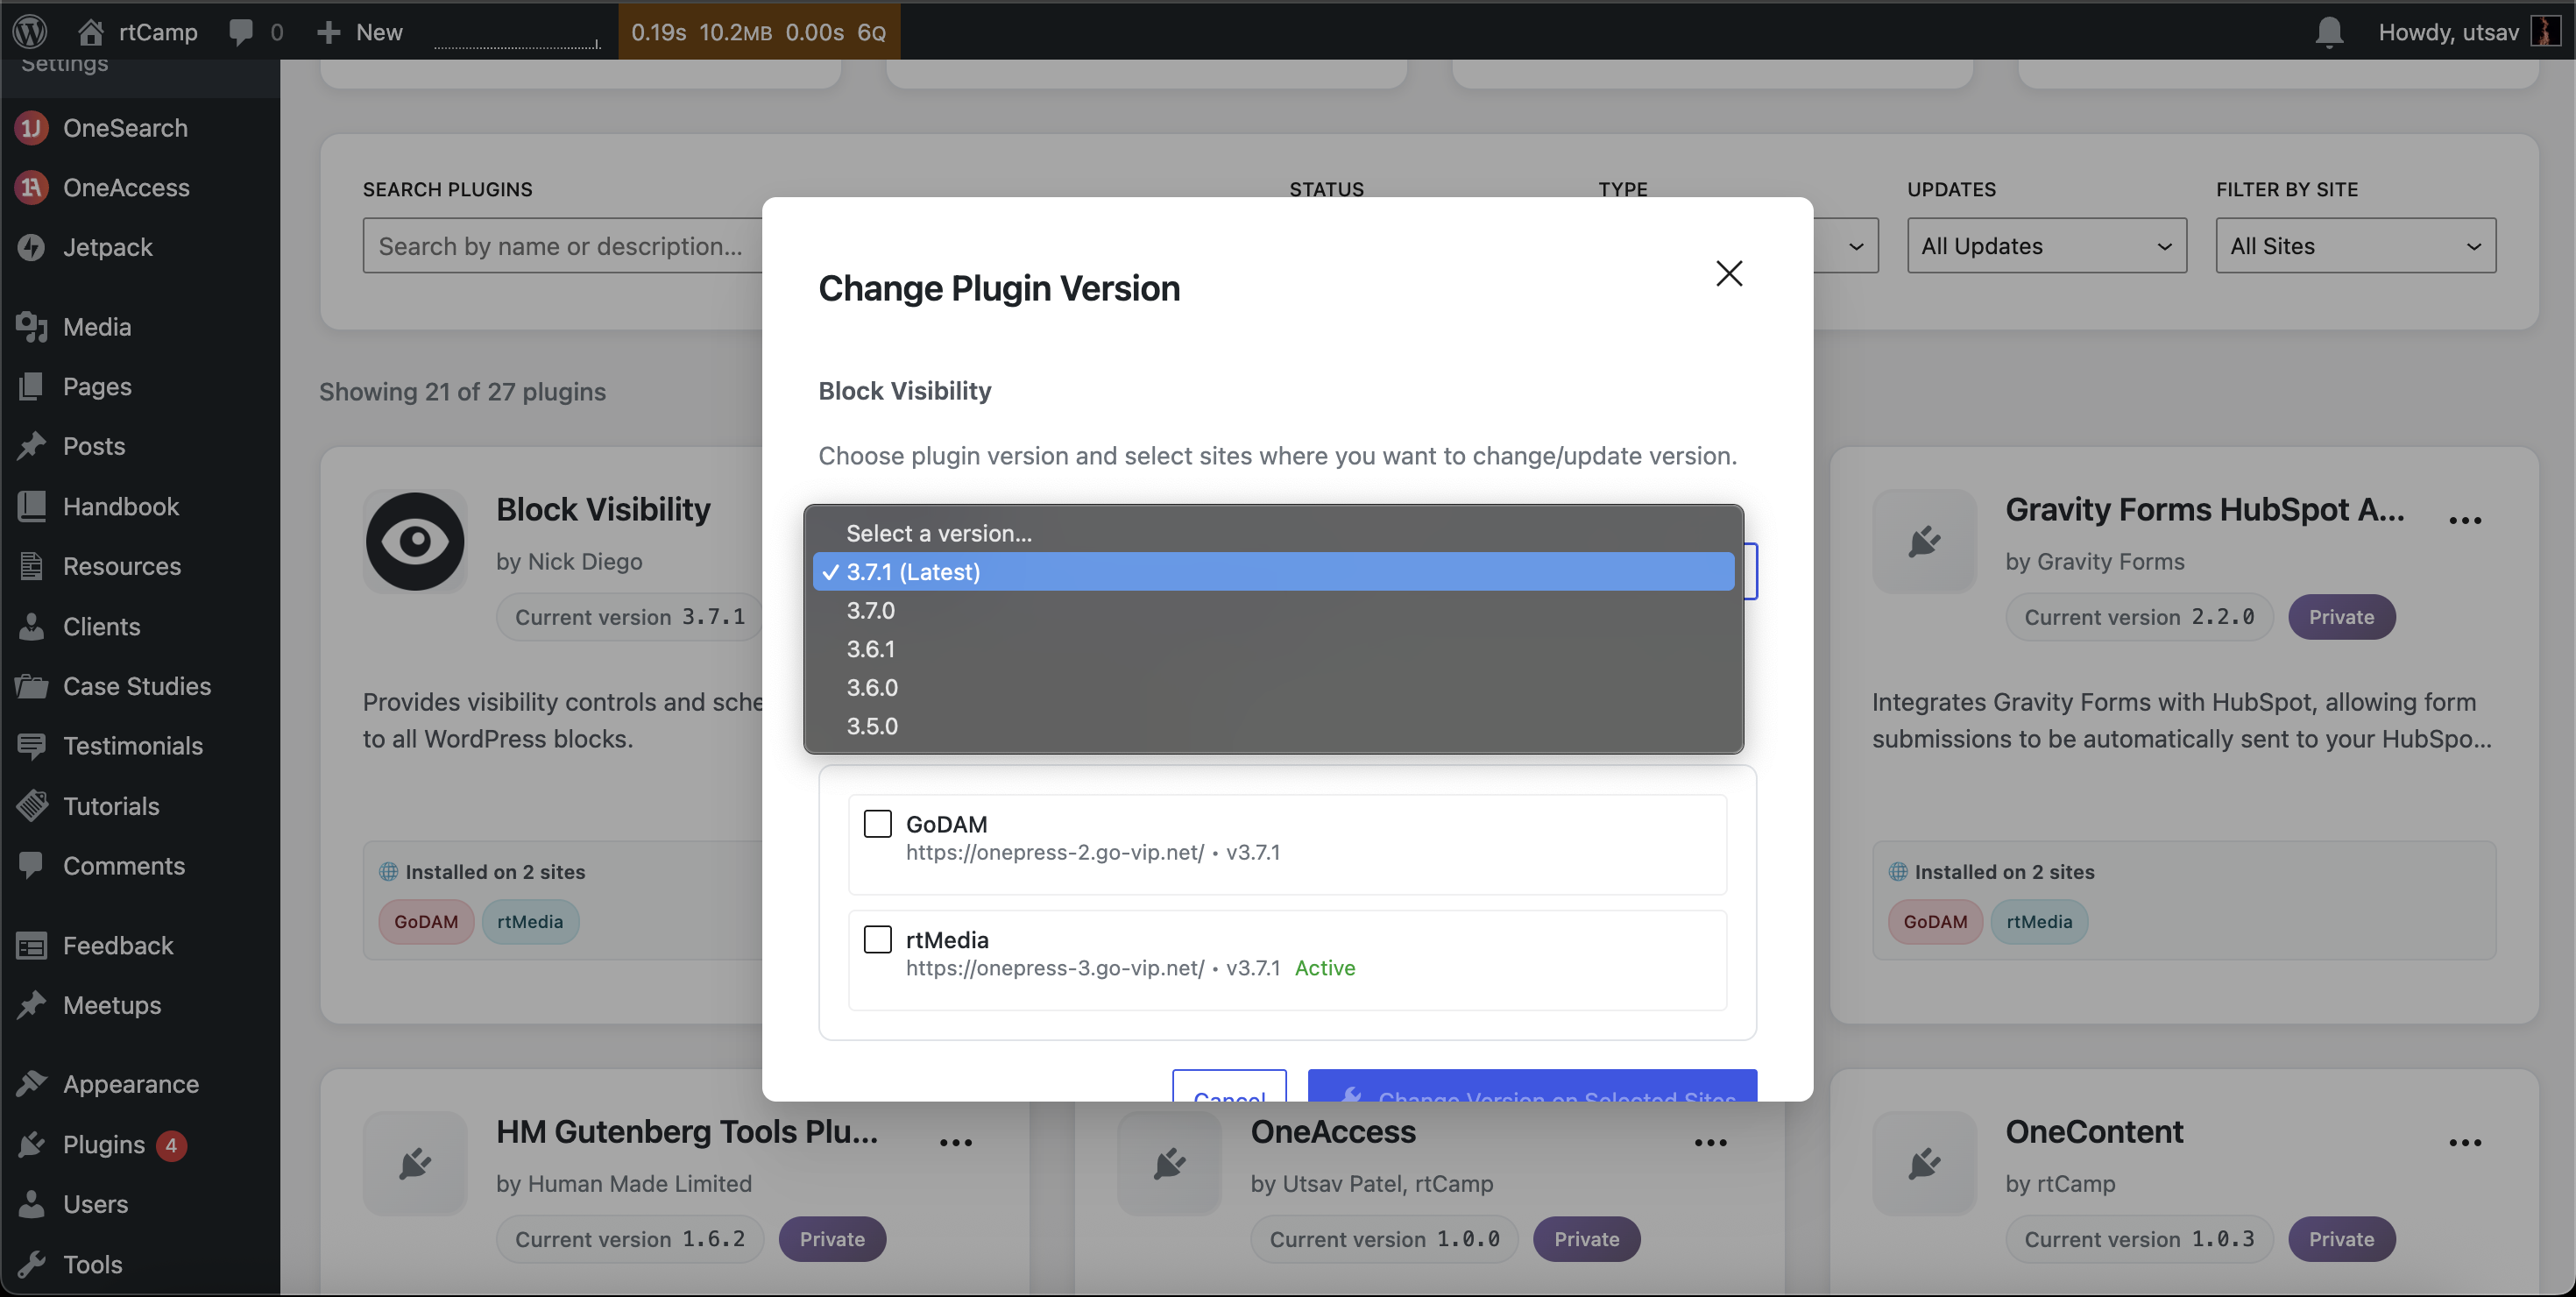 rtCamp
0
New
0.19s 10.2MB 0.00s 6Q
Howdy, utsav
Settings
OneSearch
OneAccess
Jetpack
Media
Pages
Posts
Handbook
Resources
Clients
Case Studies
Testimonials
Tutorials
Comments
Feedback
Meetups
Appearance
Plugins 4
Users
Tools
SEARCH PLUGINS
Search by name or description...
STATUS
TYPE
UPDATES
All Updates
FILTER BY SITE
All Sites
Showing 21 of 27 plugins
Block Visibility
by Nick Diego
Current version 3.7.1
Provides visibility controls and sche
to all WordPress blocks.
Installed on 2 sites
GoDAM
rtMedia
Change Plugin Version
Block Visibility
Choose plugin version and select sites where you want to change/update version.
Select a version...
✓ 3.7.1 (Latest)
3.7.0
3.6.1
3.6.0
3.5.0
GoDAM
https://onepress-2.go-vip.net/ • v3.7.1
rtMedia
https://onepress-3.go-vip.net/ • v3.7.1 Active
Cancel
Change Version on Selected Sites
Gravity Forms HubSpot A...
by Gravity Forms
Current version 2.2.0
Private
Integrates Gravity Forms with HubSpot, allowing form
submissions to be automatically sent to your HubSpo...
Installed on 2 sites
GoDAM
rtMedia
HM Gutenberg Tools Plu...
by Human Made Limited
Current version 1.6.2
Private
OneAccess
by Utsav Patel, rtCamp
Current version 1.0.0
Private
OneContent
by rtCamp
Current version 1.0.3
Private